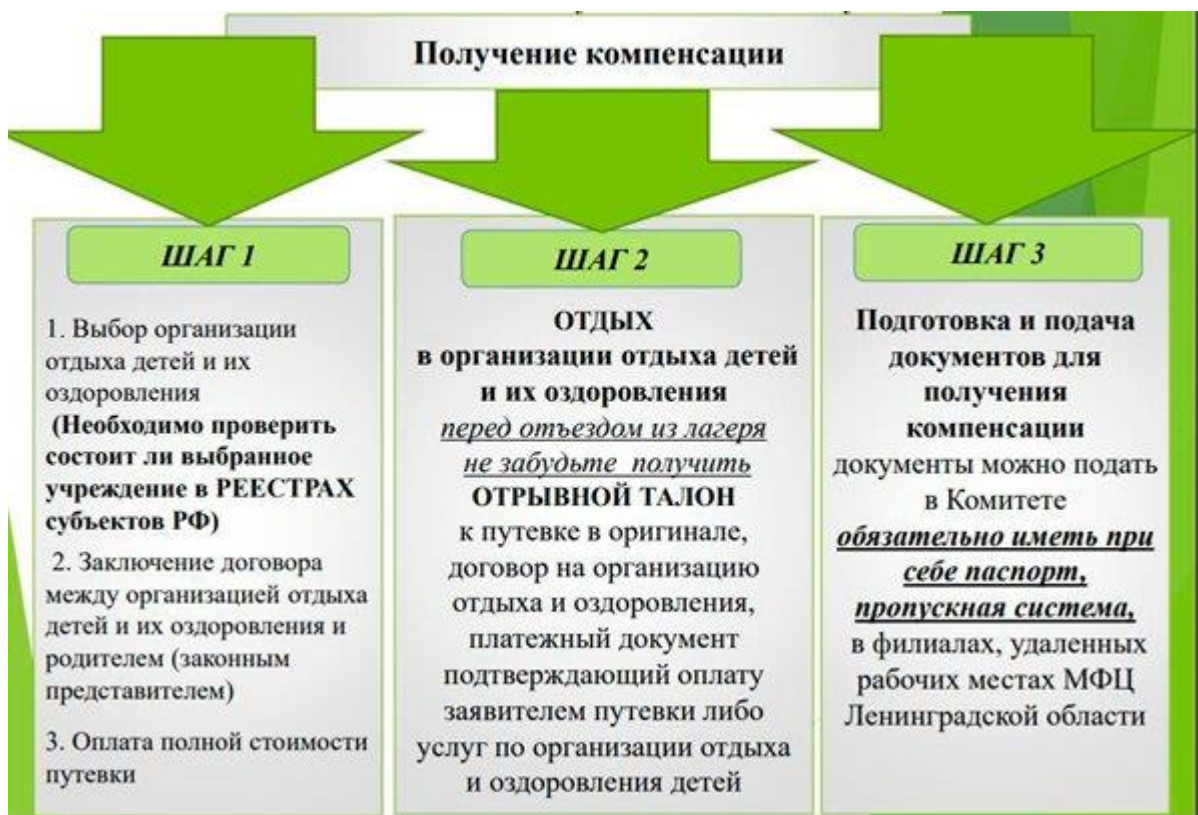 Получение компенсации
ШАГ 1
1. Выбор организации
отдыха детей и их
оздоровления
(Необходимо проверить
состоит ли выбранное
учреждение в РЕЕСТРАХ
субъектов РФ)
2. Заключение договора
между организацией отдыха
детей и их оздоровления и
родителем (законным
представителем)
3. Оплата полной стоимости
путевки
ШАГ 2
ОТДЫХ
в организации отдыха детей
и их оздоровления
перед отъездом из лагеря
не забудьте получить
ОТРЫВНОЙ ТАЛОН
к путевке в оригинале,
договор на организацию
отдыха и оздоровления,
платежный документ
подтверждающий оплату
заявителем путевки либо
услуг по организации отдыха
и оздоровления детей
ШАГ 3
Подготовка и подача
документов для
получения
компенсации
документы можно подать
в Комитете
обязательно иметь при
себе паспорт,
пропускная система,
в филиалах, удаленных
рабочих местах МФЦ
Ленинградской области